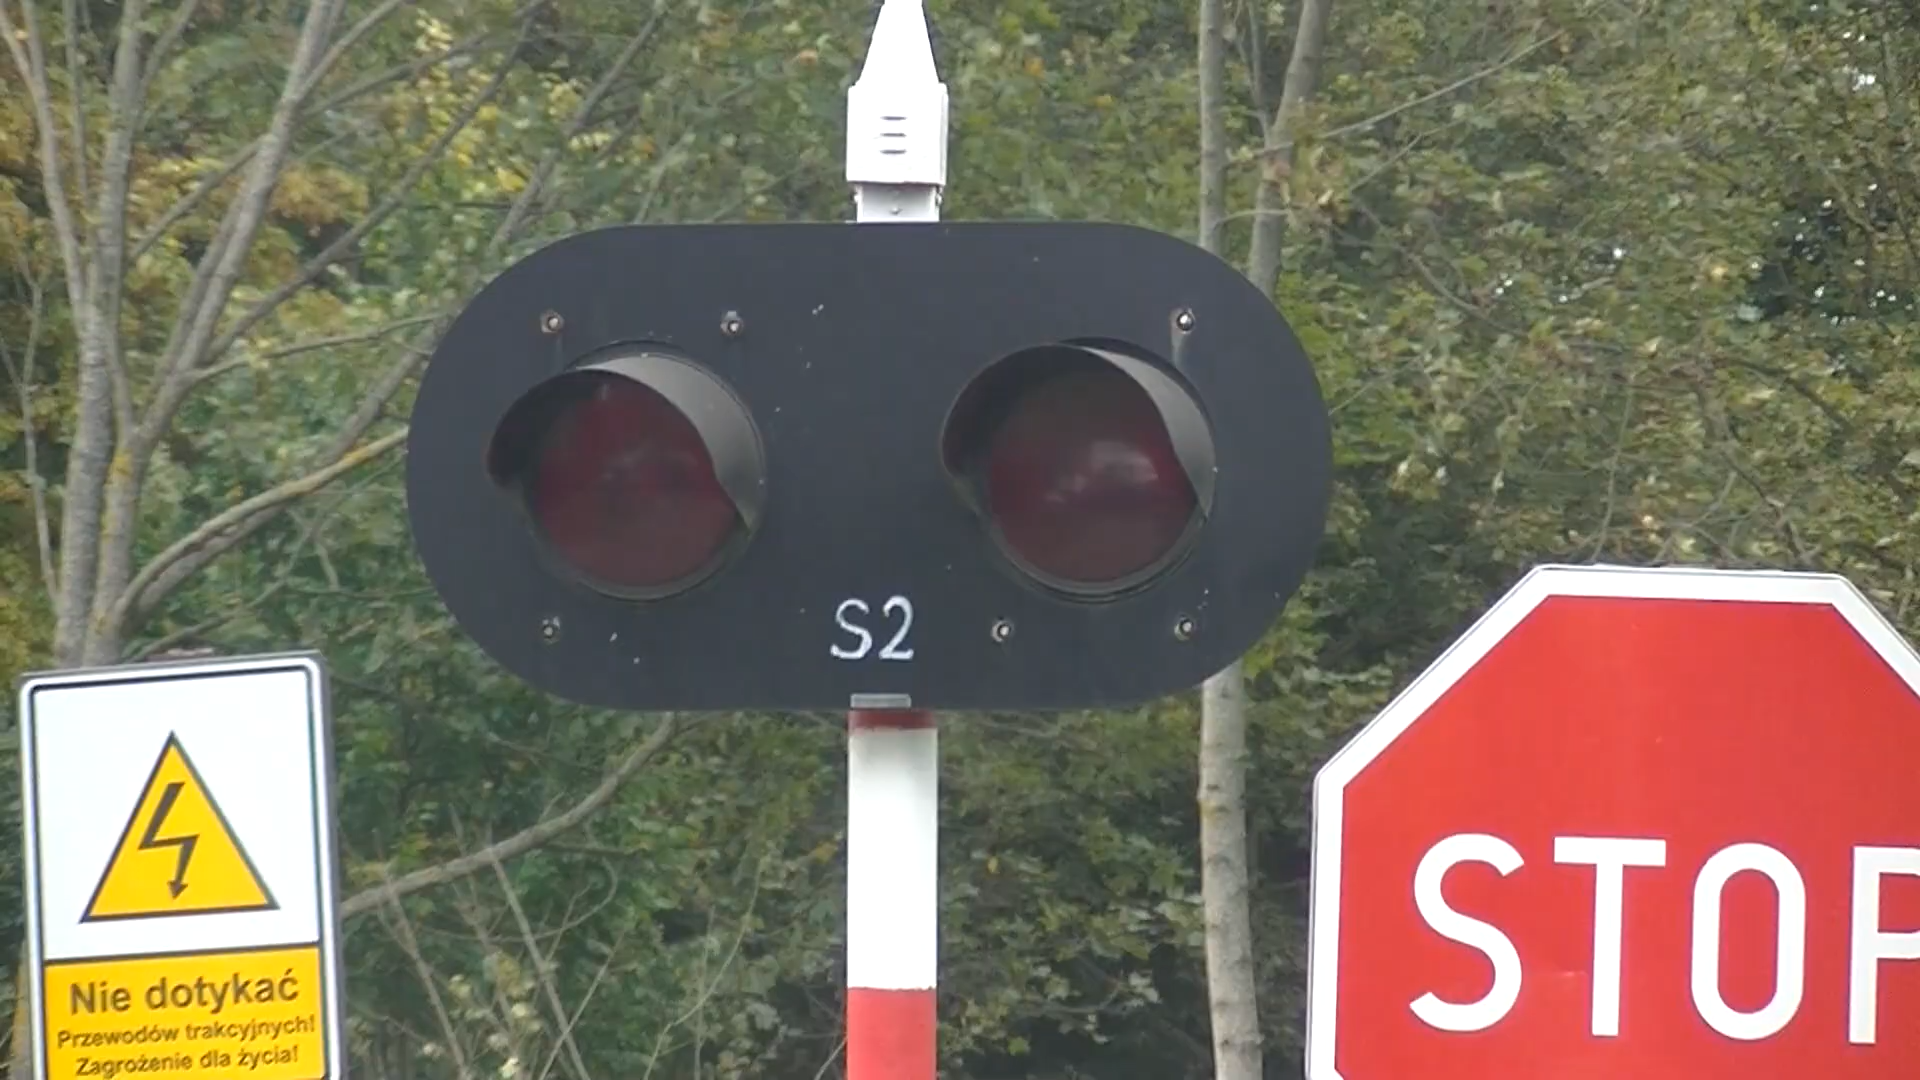 S2
STOP
Nie dotykać
Przewodów trakcyjnych!
Zagrożenie dla życia!